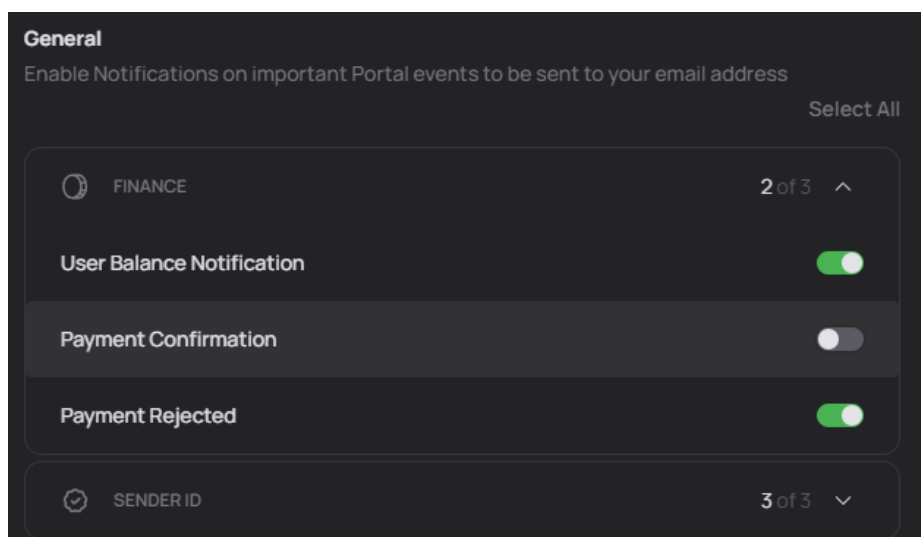 General
Enable Notifications on important Portal events to be sent to your email address
Select All
FINANCE 2 of 3
User Balance Notification
Payment Confirmation
Payment Rejected
SENDER ID 3 of 3